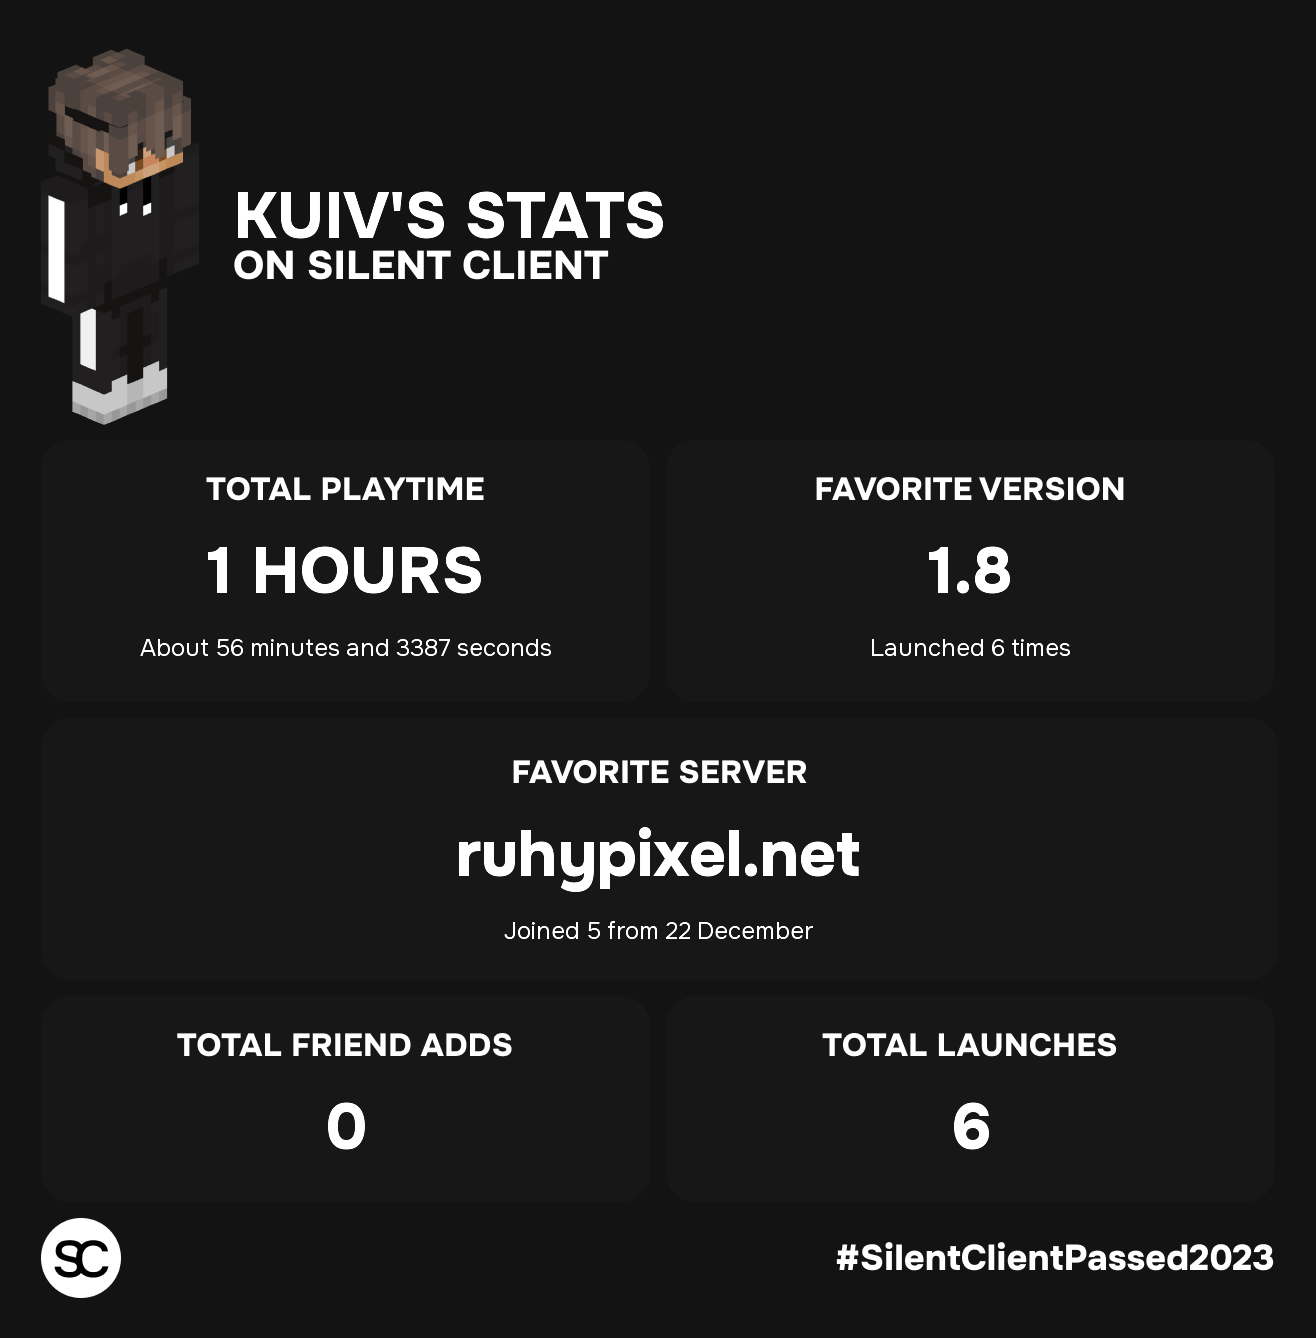 KUIV'S STATS
ON SILENT CLIENT
TOTAL PLAYTIME
1 HOURS
About 56 minutes and 3387 seconds
FAVORITE VERSION
1.8
Launched 6 times
FAVORITE SERVER
ruhypixel.net
Joined 5 from 22 December
TOTAL FRIEND ADDS
0
TOTAL LAUNCHES
6
SC
#SilentClientPassed2023